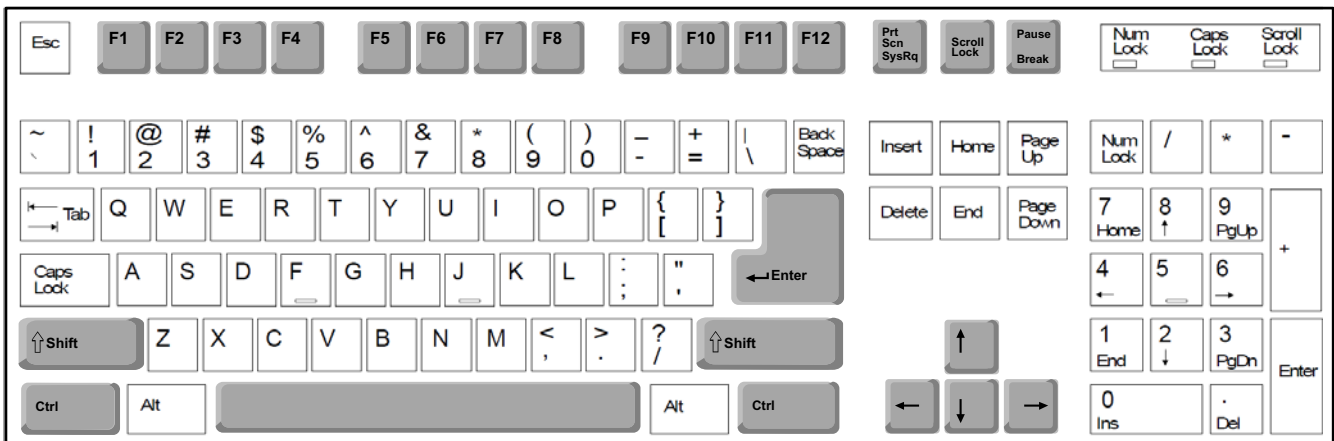 Esc F1 F2 F3 F4 F5 F6 F7 F8 F9 F10 F11 F12
Prt
Scn
SysRq
Scroll
Lock
Pause
Break
Num
Lock
Caps
Lock
Scroll
Lock
~ ! @ # $ % ^ & * ( ) _ + |
` 1 2 3 4 5 6 7 8 9 0 - = \
Back
Space
Insert Home Page
Up
Num
Lock
/ * -
Tab Q W E R T Y U I O P { }
[ ]
Delete End Page
Down
7 8 9
Home ↑ PgUp
+
Caps
Lock
A S D F G H J K L : "
; '
Enter
4 5 6
← →
⇧ Shift Z X C V B N M < > ?
, . /
⇧ Shift
↑
1 2 3
End ↓ PgDn
Enter
Ctrl Alt Alt Ctrl
← ↓ →
0 .
Ins Del